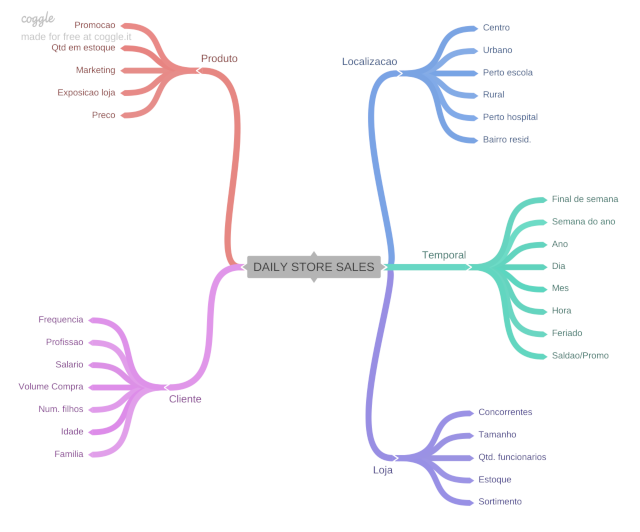 coggle
made for free at coggle.it
Produto
Promocao
Qtd em estoque
Marketing
Exposicao loja
Preco
Localizacao
Centro
Urbano
Perto escola
Rural
Perto hospital
Bairro resid.
DAILY STORE SALES
Temporal
Final de semana
Semana do ano
Ano
Dia
Mes
Hora
Feriado
Saldao/Promo
Cliente
Frequencia
Profissao
Salario
Volume Compra
Num. filhos
Idade
Familia
Loja
Concorrentes
Tamanho
Qtd. funcionarios
Estoque
Sortimento